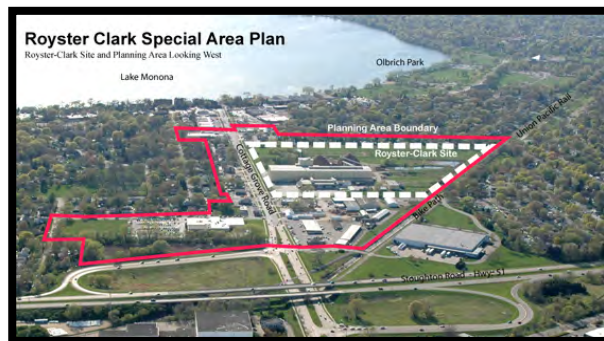 Royster Clark Special Area Plan
Royster-Clark Site and Planning Area Looking West
Lake Monona
Olbrich Park
Union Pacific Rail
Planning Area Boundary
Royster-Clark Site
Cottage Grove Road
Bike Path
Stoughton Road - Hwy 51